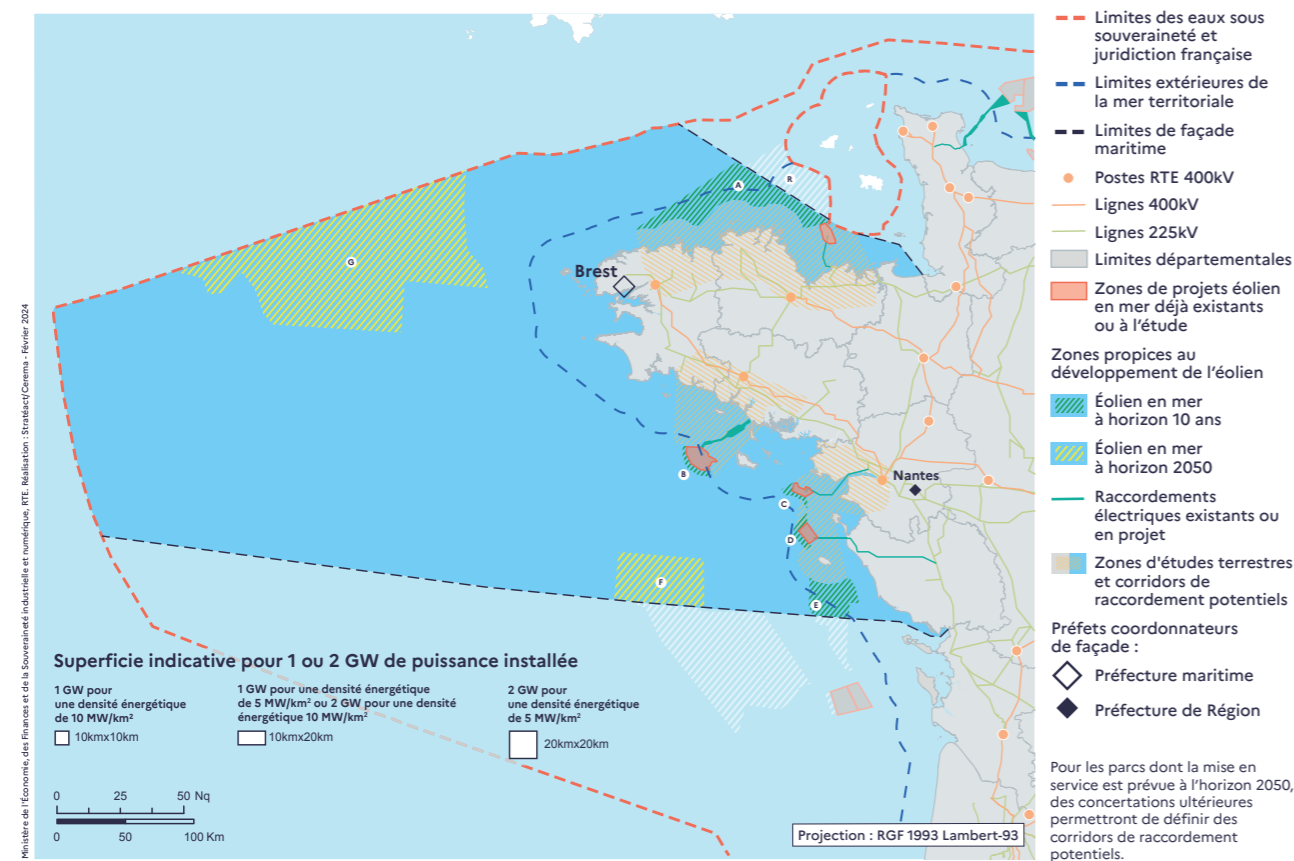 Limites des eaux sous
souveraineté et
juridiction française
Limites extérieures de
la mer territoriale
Limites de façade
maritime
Postes RTE 400kV
Lignes 400kV
Lignes 225kV
Limites départementales
Zones de projets éolien
en mer déjà existants
ou à l'étude
Zones propices au
développement de l'éolien
Éolien en mer
à horizon 10 ans
Éolien en mer
à horizon 2050
Raccordements
électriques existants ou
en projet
Zones d'études terrestres
et corridors de
raccordement potentiels
Préfets coordonnateurs
de façade :
Préfecture maritime
Préfecture de Région
Pour les parcs dont la mise en
service est prévue à l'horizon 2050,
des concertations ultérieures
permettront de définir des
corridors de raccordement
potentiels.
A
R
G
Brest
B
Nantes
C
D
F
E
Superficie indicative pour 1 ou 2 GW de puissance installée
1 GW pour
une densité énergétique
de 10 MW/km²
10kmx10km
1 GW pour une densité énergétique
de 5 MW/km² ou 2 GW pour une densité
énergétique 10 MW/km²
10kmx20km
2 GW pour
une densité énergétique
de 5 MW/km²
20kmx20km
0 25 50 Nq
0 50 100 Km
Projection : RGF 1993 Lambert-93
Ministère de l'Économie, des Finances et de la Souveraineté industrielle et numérique, RTE. Réalisation : Stratéact/Cerema - Février 2024